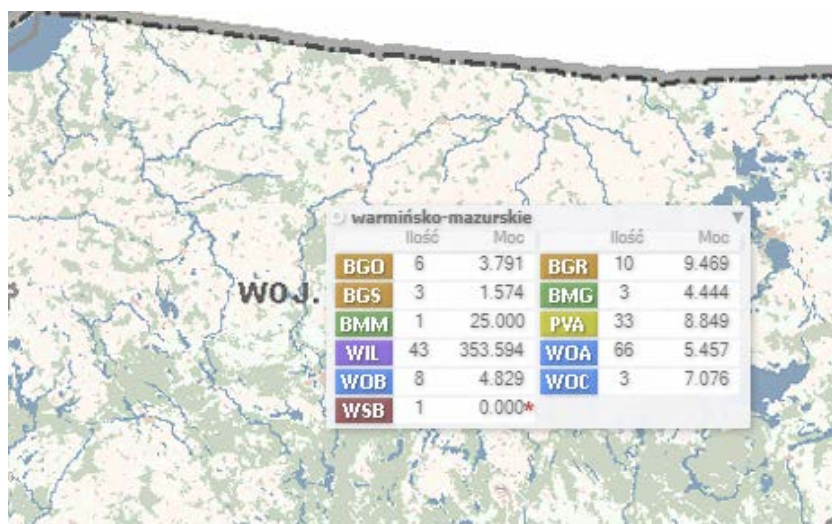 warmińsko-mazurskie
Ilość Moc Ilość Moc
BGO 6 3.791 BGR 10 9.469
WOJ.
BGS 3 1.574 BMG 3 4.444
BMM 1 25.000 PVA 33 8.849
WIL 43 353.594 WOA 66 5.457
WOB 8 4.829 WOC 3 7.076
WSB 1 0.000*